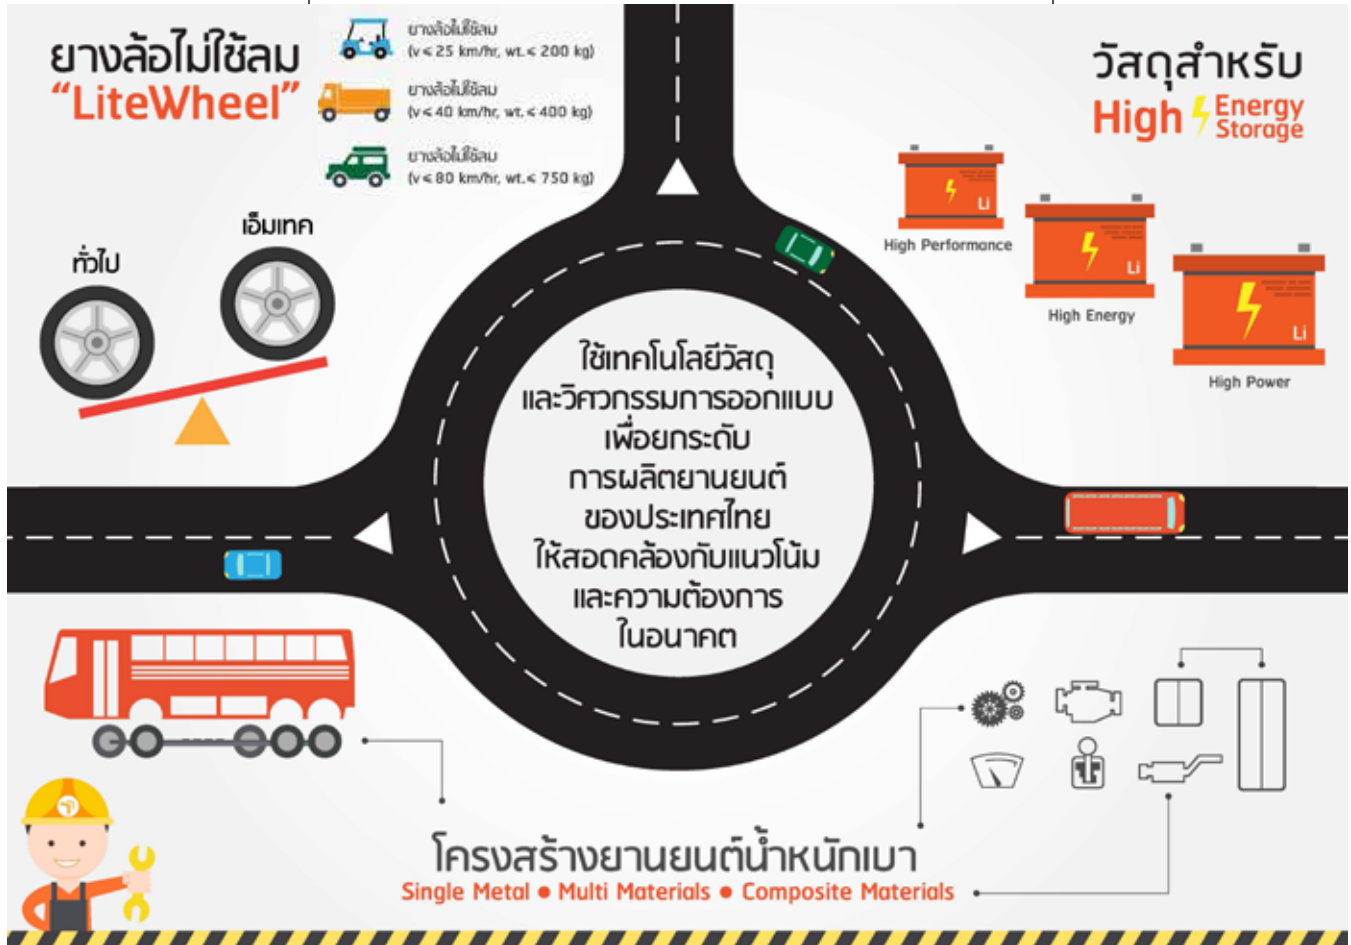 ยางล้อไม่ใช้ลม
“LiteWheel”
ยางล้อไม่ใช้ลม
(v ≤ 25 km/hr, wt. ≤ 200 kg)
ยางล้อไม่ใช้ลม
(v ≤ 40 km/hr, wt. ≤ 400 kg)
ยางล้อไม่ใช้ลม
(v ≤ 80 km/hr, wt. ≤ 750 kg)
ทั่วไป
เอ็มเทค
วัสดุสำหรับ
High Energy
Storage
Li
High Performance
Li
High Energy
Li
High Power
ใช้เทคโนโลยีวัสดุ
และวิศวกรรมการออกแบบ
เพื่อยกระดับ
การผลิตยานยนต์
ของประเทศไทย
ให้สอดคล้องกับแนวโน้ม
และความต้องการ
ในอนาคต
โครงสร้างยานยนต์น้ำหนักเบา
Single Metal ● Multi Materials ● Composite Materials